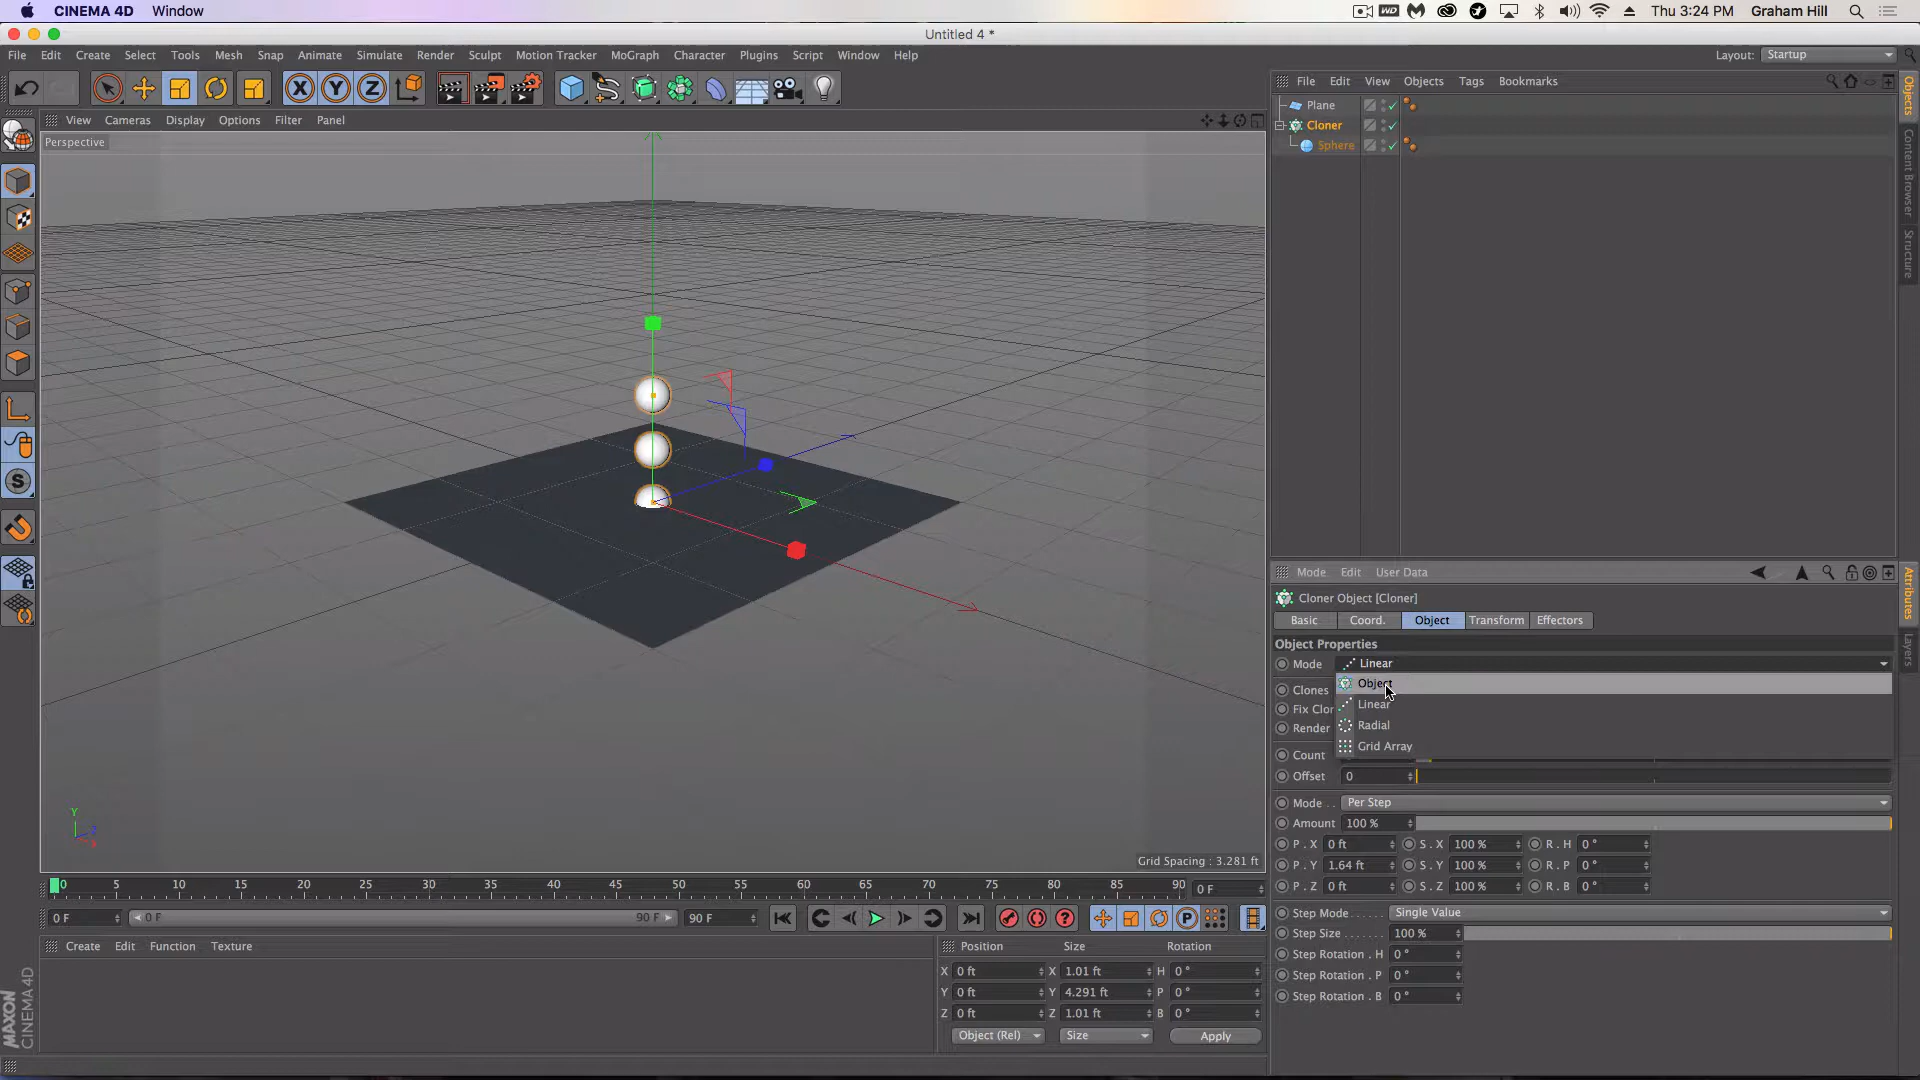 CINEMA 4D Window
Thu 3:24 PM Graham Hill
Untitled 4 *
File Edit Create Select Tools Mesh Snap Animate Simulate Render Sculpt Motion Tracker MoGraph Character Plugins Script Window Help
Layout: Startup
File Edit View Objects Tags Bookmarks
Plane
Cloner
Sphere
View Cameras Display Options Filter Panel
Perspective
Y
Z
X
Grid Spacing : 3.281 ft
Objects
Content Browser
Structure
Attributes
Layers
Mode Edit User Data
Cloner Object [Cloner]
Basic Coord. Object Transform Effectors
Object Properties
Mode Linear
Object
Linear
Radial
Grid Array
Clones
Fix Clon
Render
Count
Offset 0
Mode . . Per Step
Amount 100 %
P . X 0 ft S . X 100 % R . H 0 °
P . Y 1.64 ft S . Y 100 % R . P 0 °
P . Z 0 ft S . Z 100 % R . B 0 °
Step Mode . . . . . . Single Value
Step Size . . . . . . . 100 %
Step Rotation . H 0 °
Step Rotation . P 0 °
Step Rotation . B 0 °
0 5 10 15 20 25 30 35 40 45 50 55 60 65 70 75 80 85 90 0 F
0 F 0 F 90 F 90 F
Create Edit Function Texture
Position Size Rotation
X 0 ft X 1.01 ft H 0 °
Y 0 ft Y 4.291 ft P 0 °
Z 0 ft Z 1.01 ft B 0 °
Object (Rel) Size Apply
MAXON CINEMA 4D